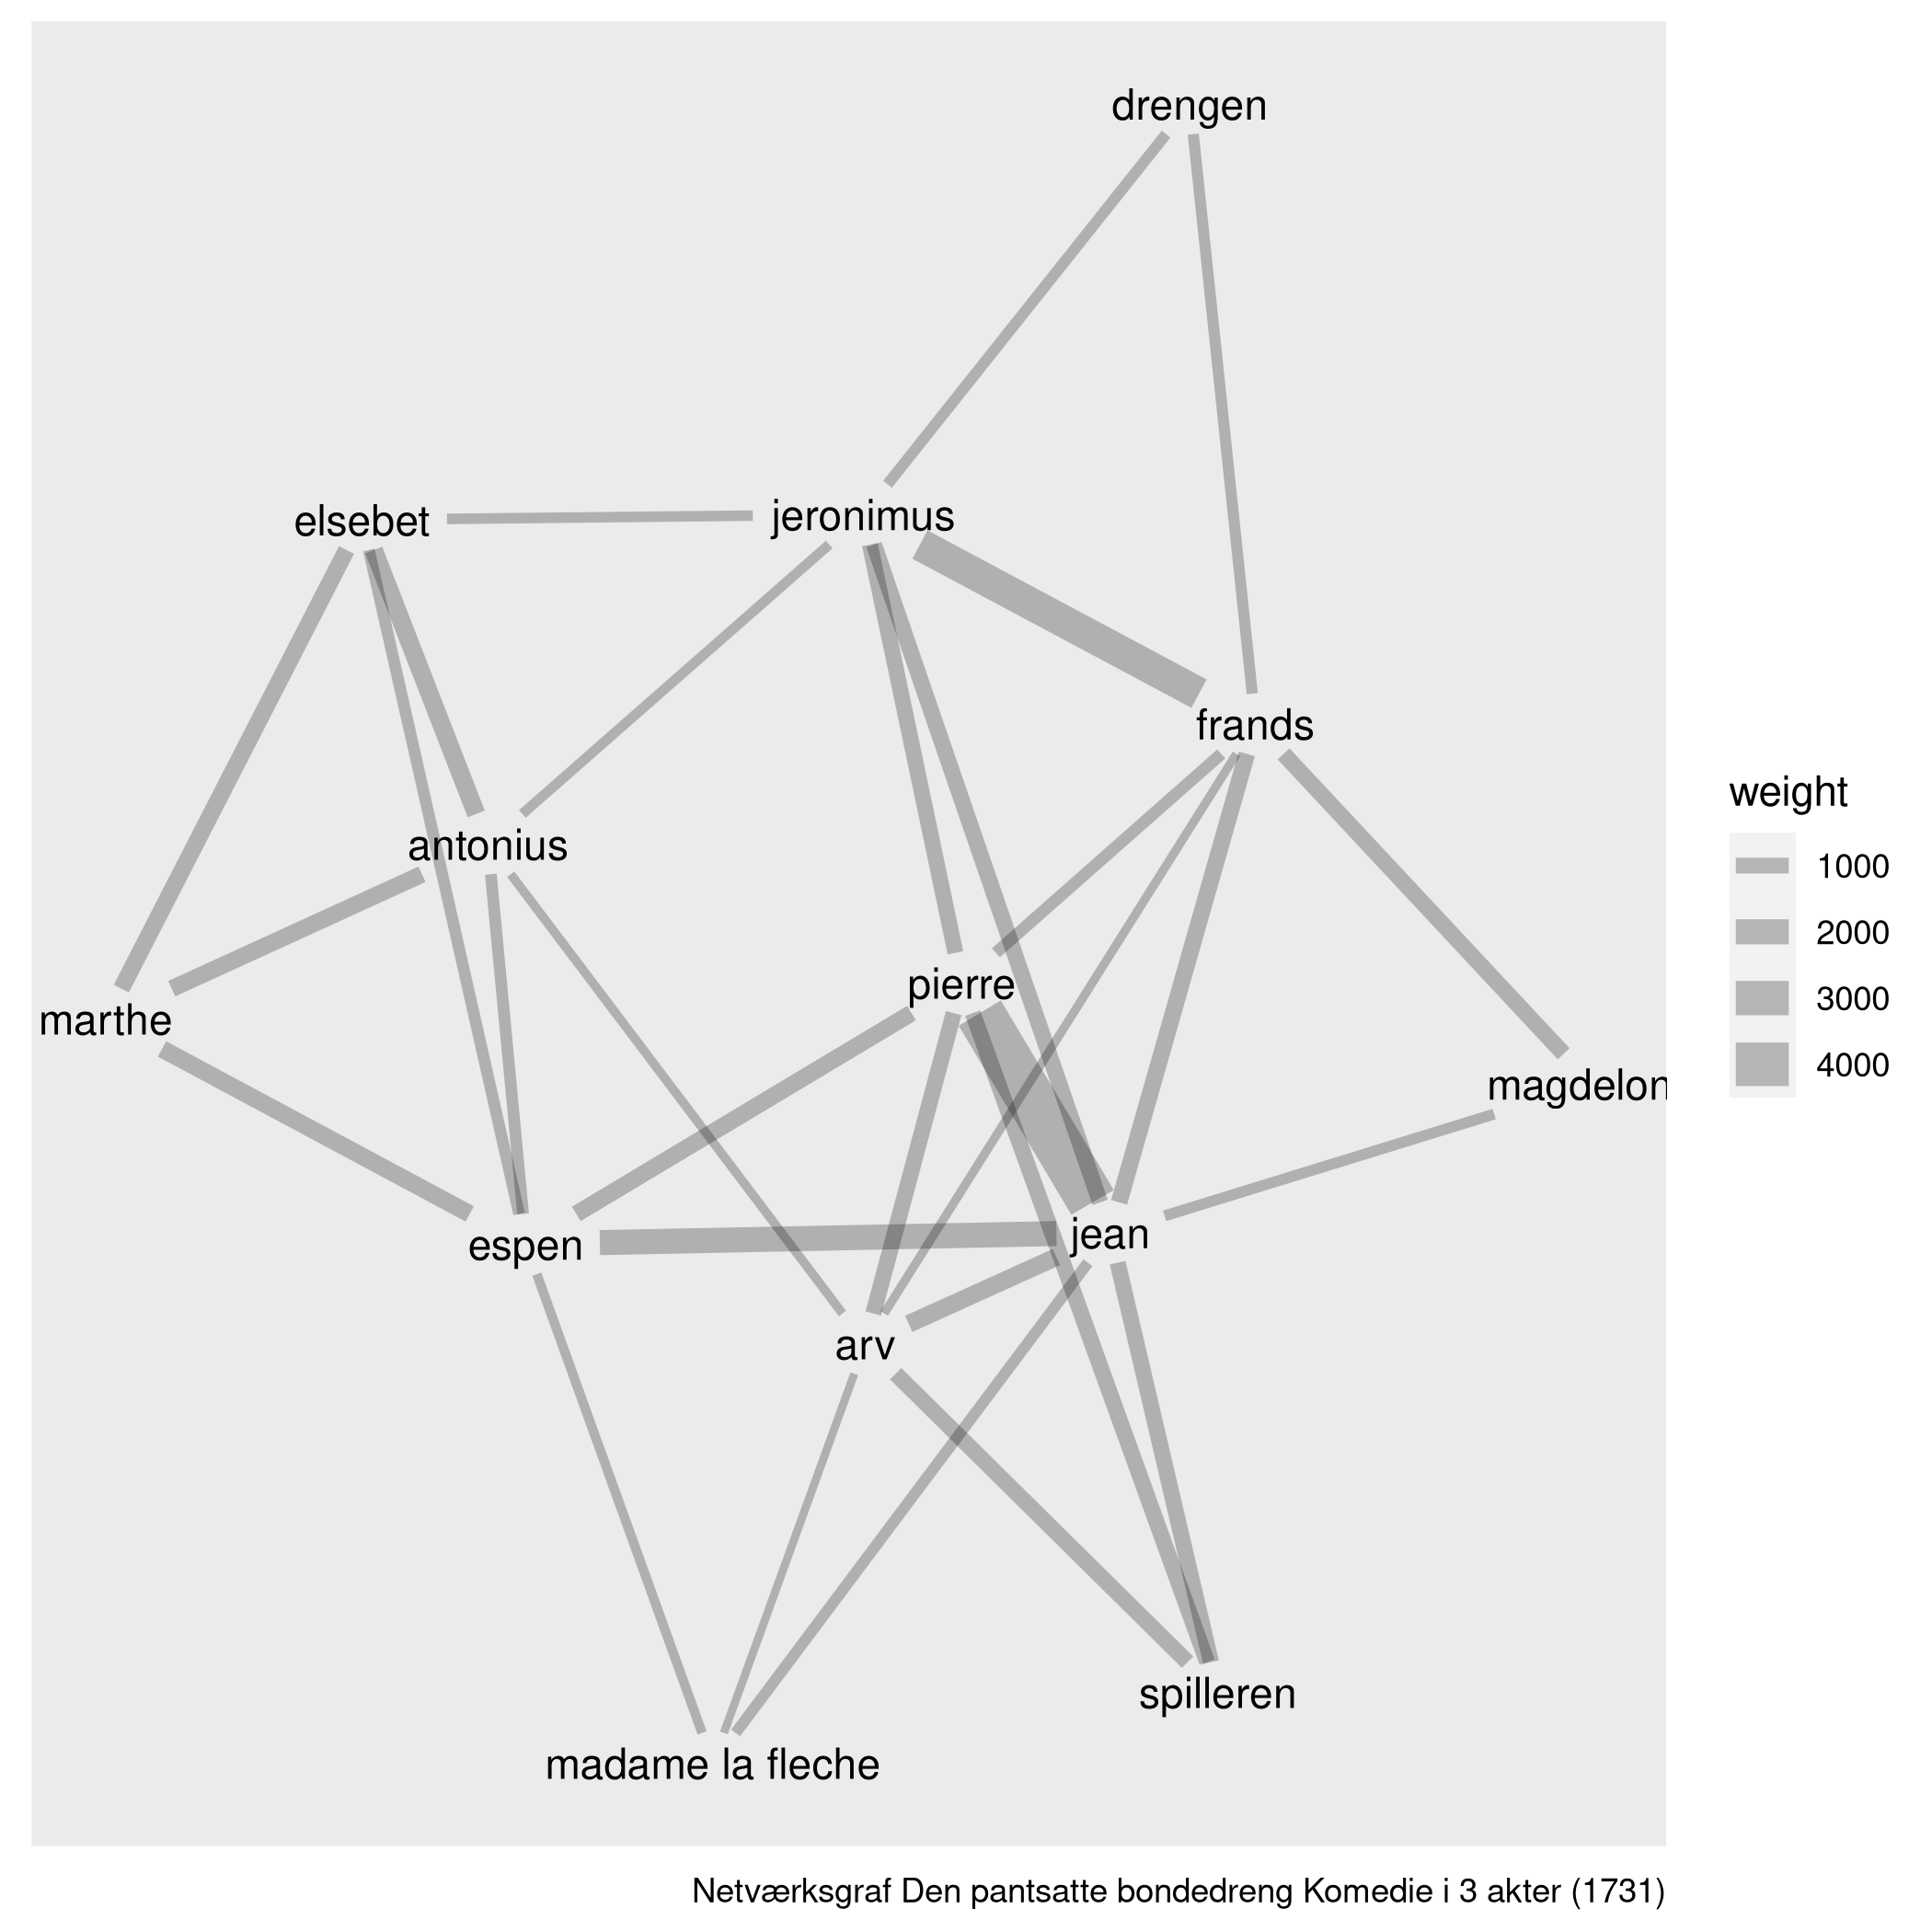 drengen
elsebet
jeronimus
frands
antonius
weight
1000
2000
3000
4000
pierre
marthe
magdelon
espen
jean
arv
spilleren
madame la fleche
Netværksgraf Den pantsatte bondedreng Komedie i 3 akter (1731)